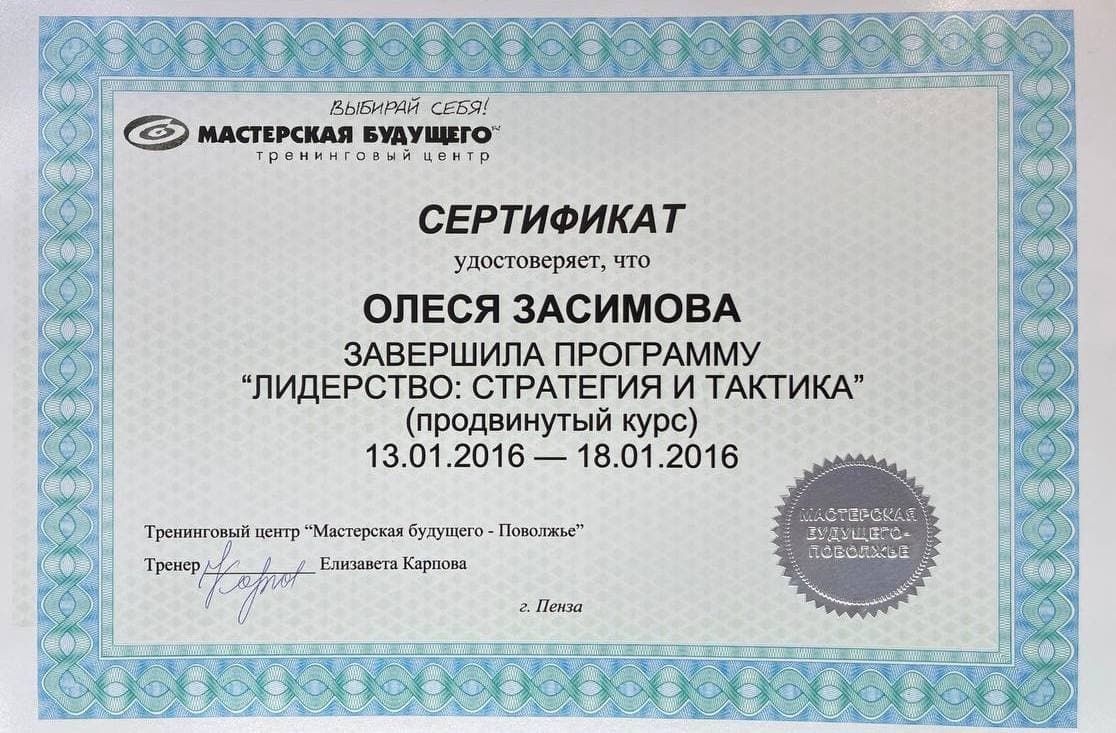 ВЫБИРАЙ СЕБЯ!
МАСТЕРСКАЯ БУДУЩЕГО™
тренинговый центр
СЕРТИФИКАТ
удостоверяет, что
ОЛЕСЯ ЗАСИМОВА
ЗАВЕРШИЛА ПРОГРАММУ
“ЛИДЕРСТВО: СТРАТЕГИЯ И ТАКТИКА”
(продвинутый курс)
13.01.2016 — 18.01.2016
Тренинговый центр “Мастерская будущего - Поволжье”
Тренер Елизавета Карпова
г. Пенза
МАСТЕРСКАЯ
БУДУЩЕГО-
ПОВОЛЖЬЕ